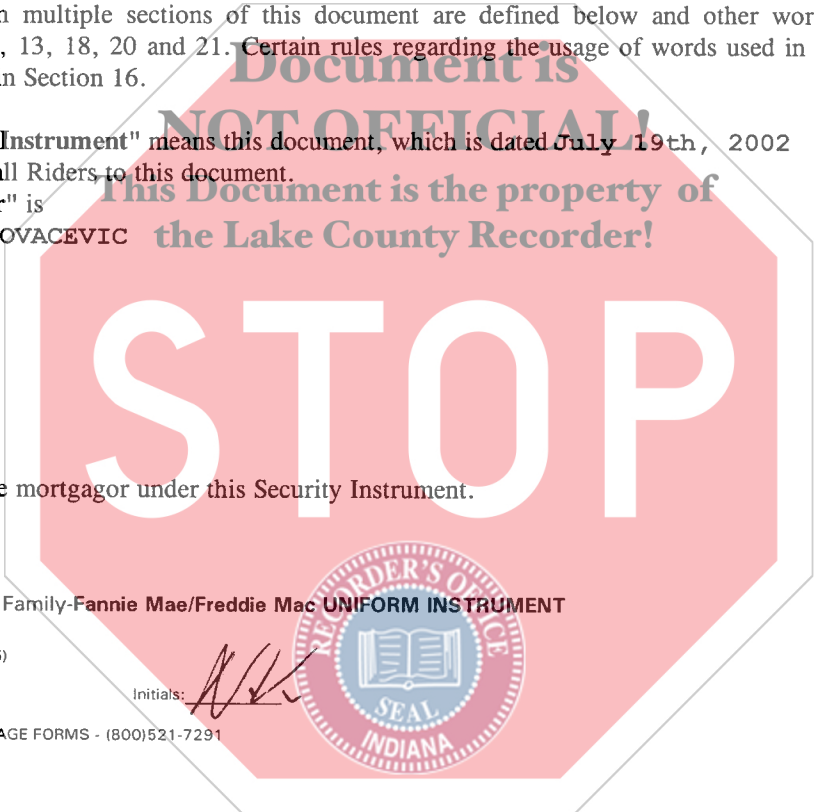 n multiple sections of this document are defined below and other wor
, 13, 18, 20 and 21. Certain rules regarding the usage of words used in
n Section 16.
Document is
NOT OFFICIAL!
Instrument" means this document, which is dated July 19th, 2002
ll Riders to this document.
This Document is the property of
r" is
OVACEVIC
the Lake County Recorder!
STOP
e mortgagor under this Security Instrument.
Family-Fannie Mae/Freddie Mac UNIFORM INSTRUMENT
)
Initials:
RECORDER'S OFFICE
SEAL
INDIANA
AGE FORMS - (800)521-7291